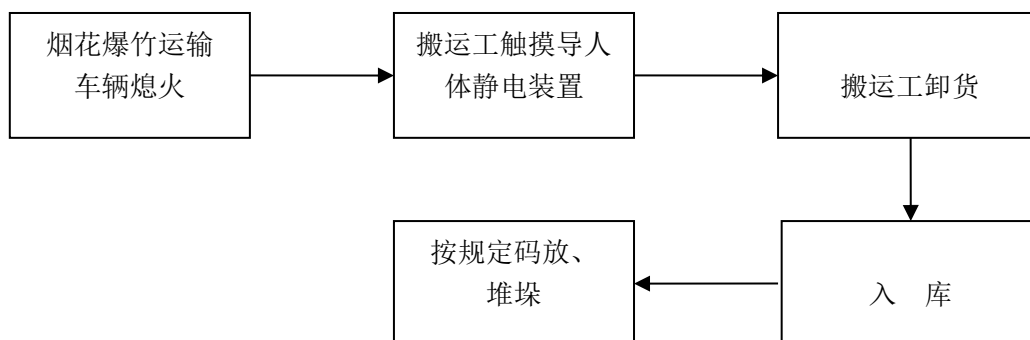 烟花爆竹运输
车辆熄火
搬运工触摸导人
体静电装置
搬运工卸货
入　库
按规定码放、
堆垛